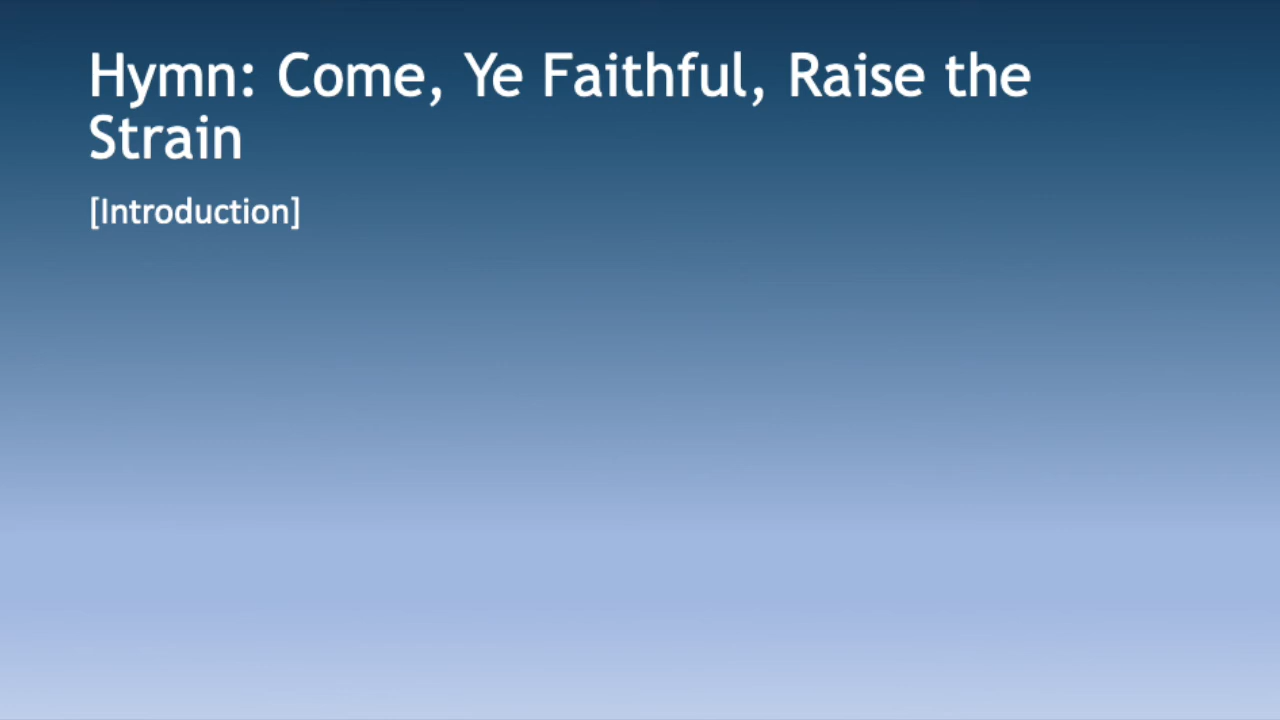 Hymn: Come, Ye Faithful, Raise the
Strain
[Introduction]